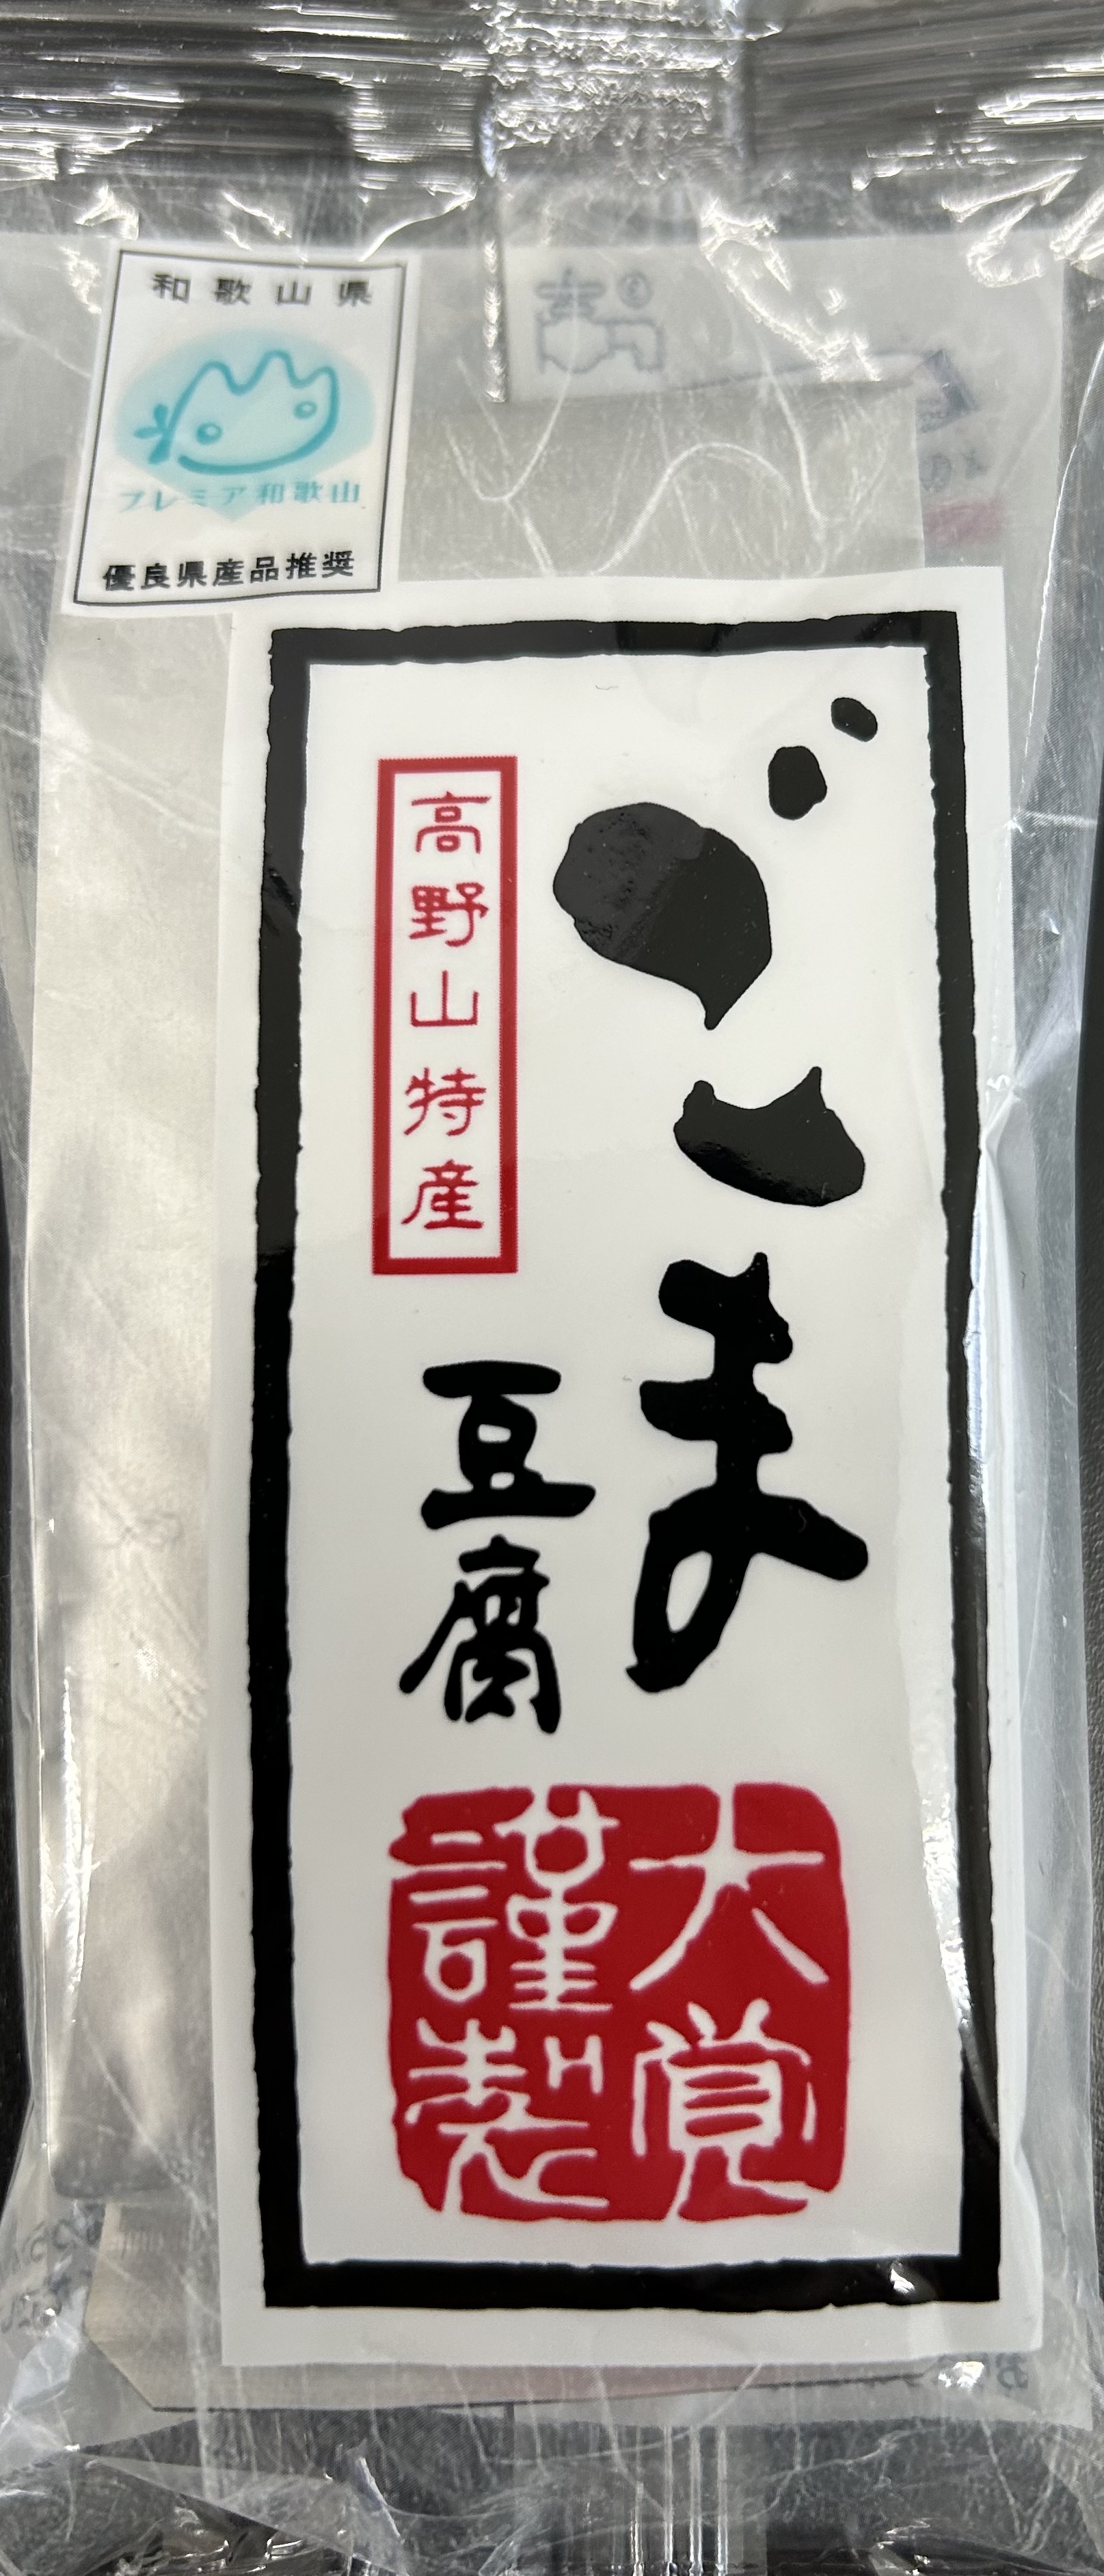 和歌山県
プレミア和歌山
優良県産品推奨
ごま
豆腐
高野山特産
大覚
謹製